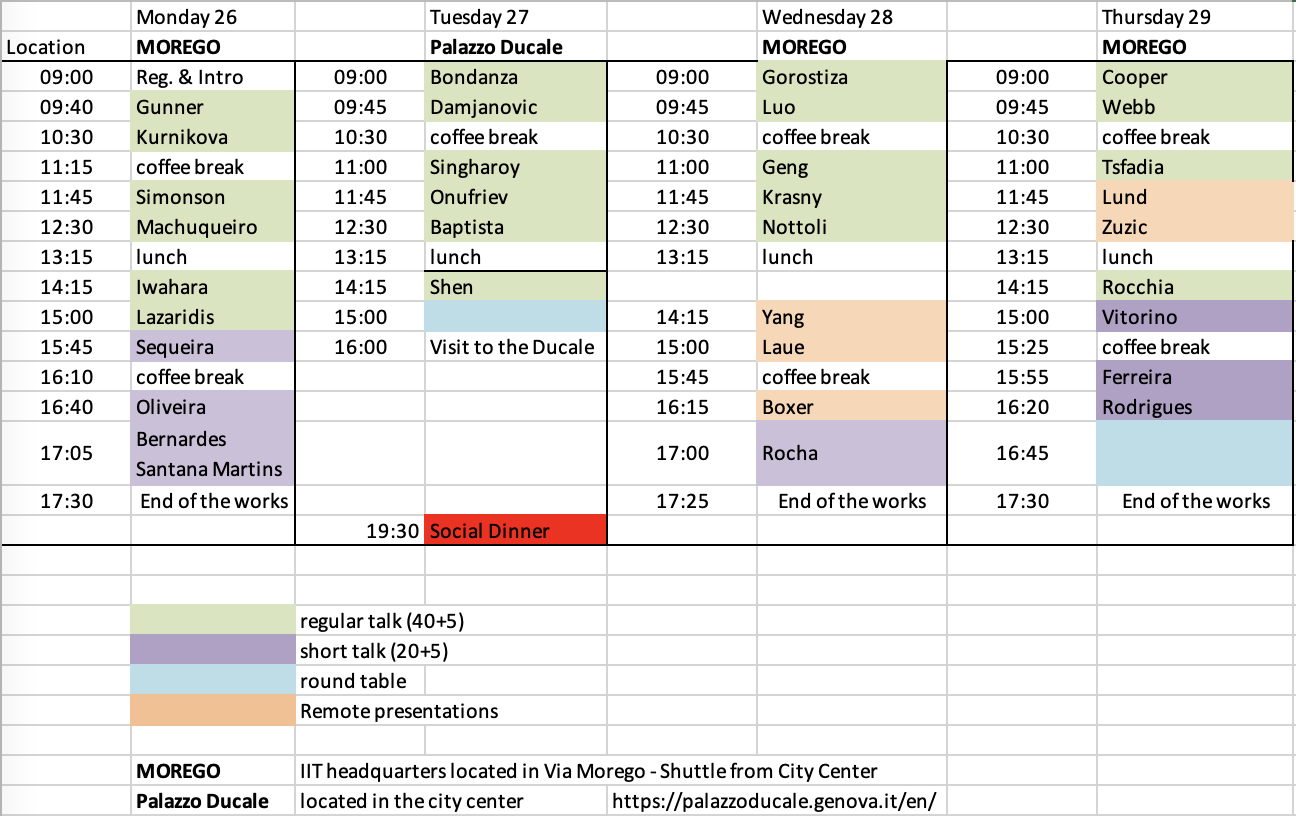 Monday 26 Tuesday 27 Wednesday 28 Thursday 29
Location MOREGO Palazzo Ducale MOREGO MOREGO
09:00 Reg. & Intro 09:00 Bondanza 09:00 Gorostiza 09:00 Cooper
09:40 Gunner 09:45 Damjanovic 09:45 Luo 09:45 Webb
10:30 Kurnikova 10:30 coffee break 10:30 coffee break 10:30 coffee break
11:15 coffee break 11:00 Singharoy 11:00 Geng 11:00 Tsfadia
11:45 Simonson 11:45 Onufriev 11:45 Krasny 11:45 Lund
12:30 Machuqueiro 12:30 Baptista 12:30 Nottoli 12:30 Zuzic
13:15 lunch 13:15 lunch 13:15 lunch 13:15 lunch
14:15 Iwahara 14:15 Shen 14:15 Rocchia
15:00 Lazaridis 15:00 14:15 Yang 15:00 Vitorino
15:45 Sequeira 16:00 Visit to the Ducale 15:00 Laue 15:25 coffee break
16:10 coffee break 15:45 coffee break 15:55 Ferreira
16:40 Oliveira 16:15 Boxer 16:20 Rodrigues
17:05 Bernardes
Santana Martins 17:00 Rocha 16:45
17:30 End of the works 17:25 End of the works 17:30 End of the works
19:30 Social Dinner
regular talk (40+5)
short talk (20+5)
round table
Remote presentations
MOREGO IIT headquarters located in Via Morego - Shuttle from City Center
Palazzo Ducale located in the city center https://palazzoducale.genova.it/en/